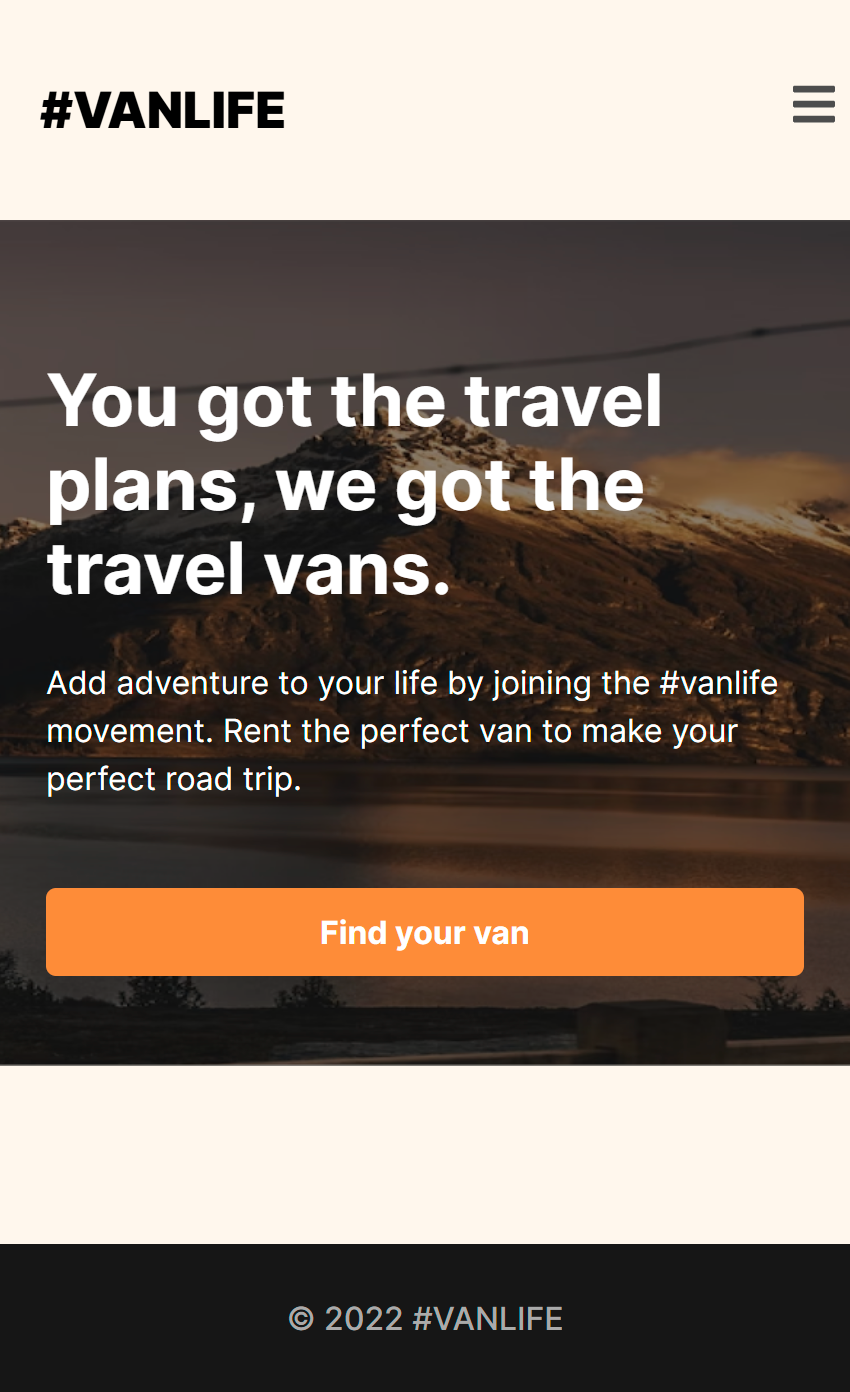 #VANLIFE
You got the travel
plans, we got the
travel vans.
Add adventure to your life by joining the #vanlife
movement. Rent the perfect van to make your
perfect road trip.
Find your van
© 2022 #VANLIFE